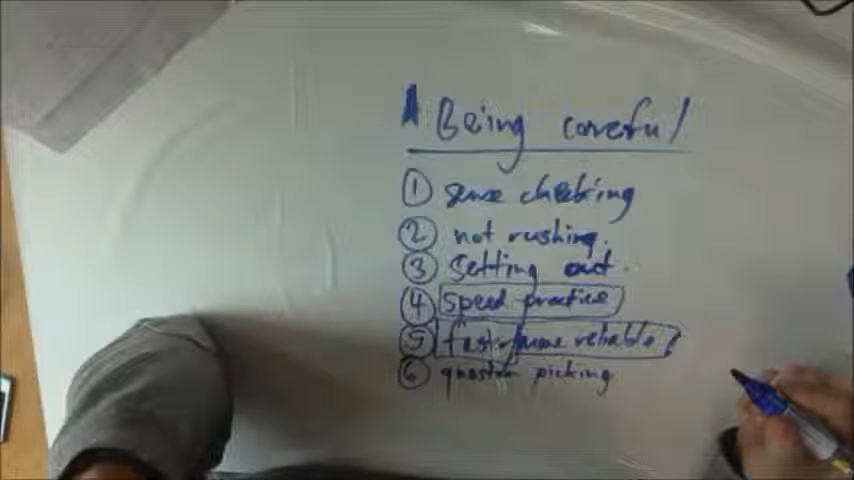 Being careful
① sense checking
② not rushing.
③ Setting out.
④ speed practice
⑤ faster/more reliable
⑥ question picking